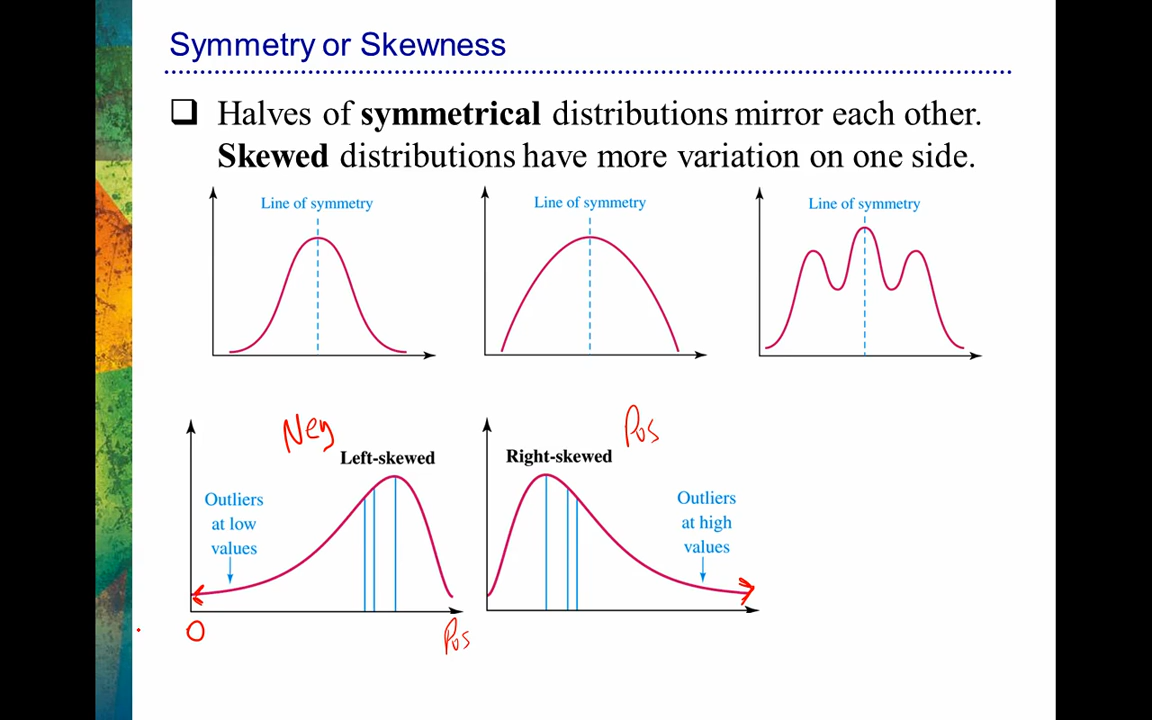 Symmetry or Skewness
Halves of symmetrical distributions mirror each other.
Skewed distributions have more variation on one side.
Line of symmetry
Line of symmetry
Line of symmetry
Neg
Left-skewed
Outliers
at low
values
0
Pos
Pos
Right-skewed
Outliers
at high
values